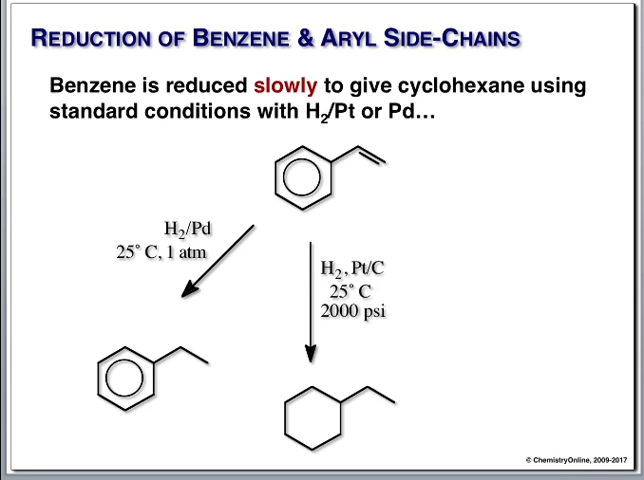 REDUCTION OF BENZENE & ARYL SIDE-CHAINS
Benzene is reduced slowly to give cyclohexane using
standard conditions with H₂/Pt or Pd…
H₂/Pd
25° C, 1 atm
H₂, Pt/C
25° C
2000 psi
© ChemistryOnline, 2009-2017